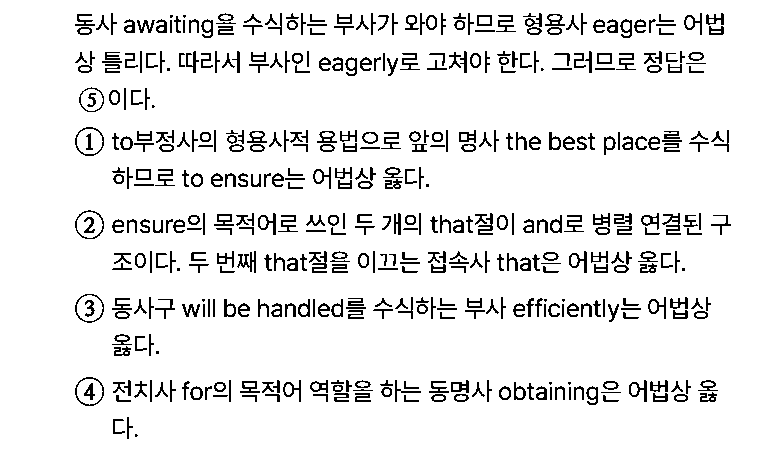 동사 awaiting을 수식하는 부사가 와야 하므로 형용사 eager는 어법
상 틀리다. 따라서 부사인 eagerly로 고쳐야 한다. 그러므로 정답은
⑤이다.
① to부정사의 형용사적 용법으로 앞의 명사 the best place를 수식
하므로 to ensure는 어법상 옳다.
② ensure의 목적어로 쓰인 두 개의 that절이 and로 병렬 연결된 구
조이다. 두 번째 that절을 이끄는 접속사 that은 어법상 옳다.
③ 동사구 will be handled를 수식하는 부사 efficiently는 어법상
옳다.
④ 전치사 for의 목적어 역할을 하는 동명사 obtaining은 어법상 옳
다.